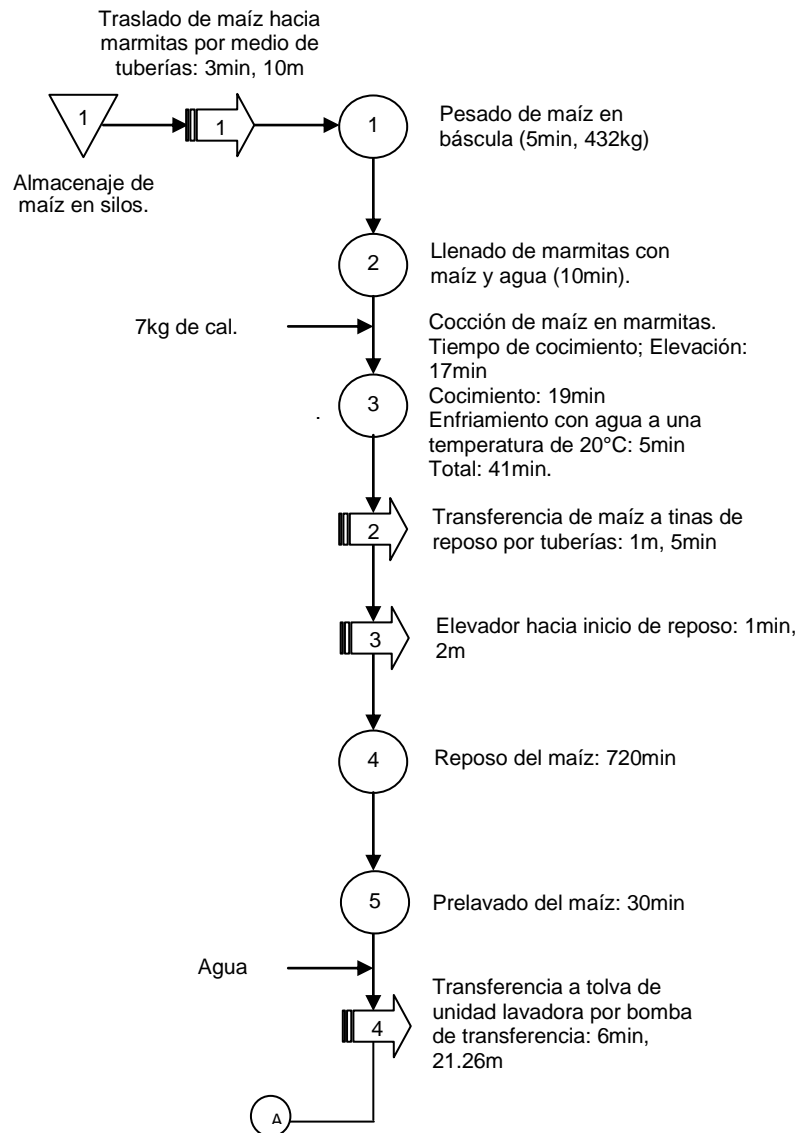 Traslado de maíz hacia
marmitas por medio de
tuberías: 3min, 10m
1
1
1
Pesado de maíz en
báscula (5min, 432kg)
Almacenaje de
maíz en silos.
2
Llenado de marmitas con
maíz y agua (10min).
7kg de cal.
Cocción de maíz en marmitas.
Tiempo de cocimiento; Elevación:
17min
Cocimiento: 19min
Enfriamiento con agua a una
temperatura de 20°C: 5min
Total: 41min.
3
.
2
Transferencia de maíz a tinas de
reposo por tuberías: 1m, 5min
3
Elevador hacia inicio de reposo: 1min,
2m
4
Reposo del maíz: 720min
5
Prelavado del maíz: 30min
Agua
Transferencia a tolva de
unidad lavadora por bomba
de transferencia: 6min,
21.26m
4
A